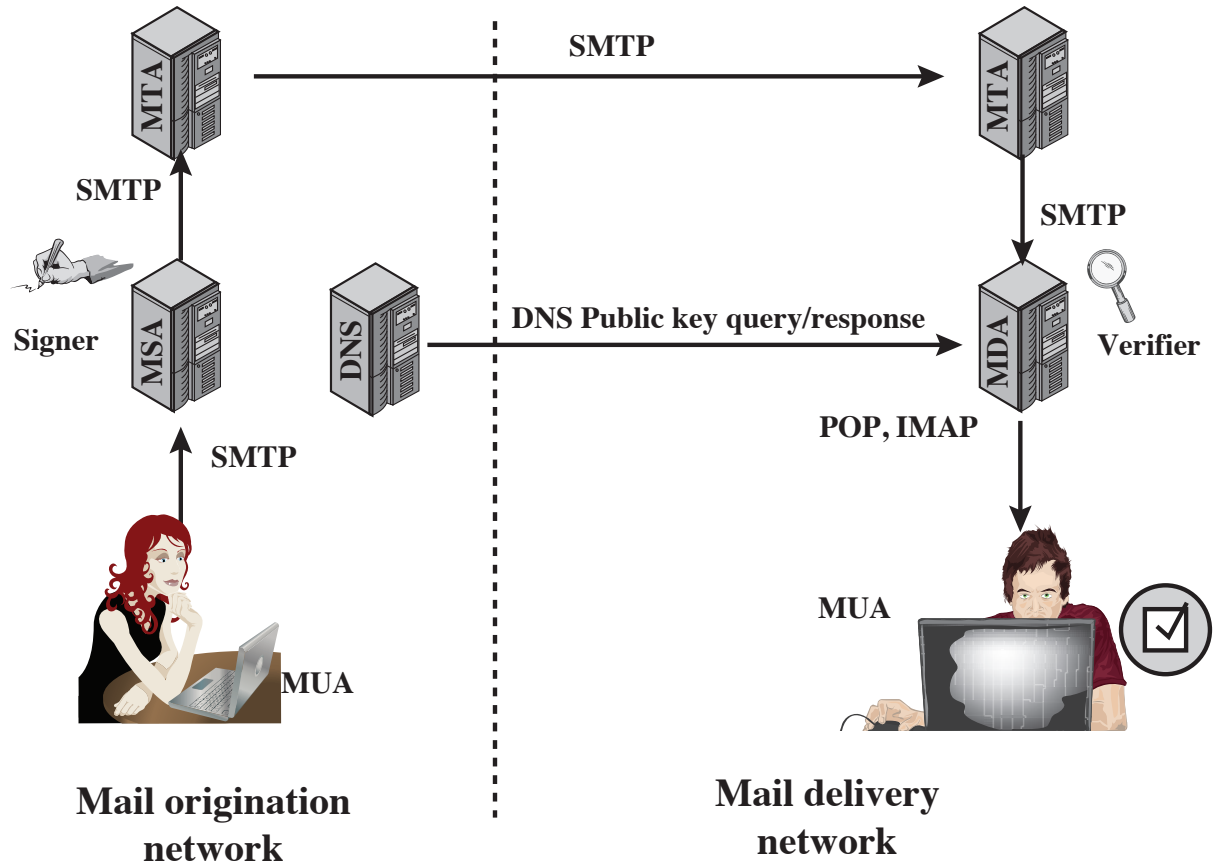 SMTP
MTA
MTA
SMTP
SMTP
Signer
MSA
DNS
DNS Public key query/response
MDA
Verifier
SMTP
POP, IMAP
MUA
MUA
Mail origination
network
Mail delivery
network